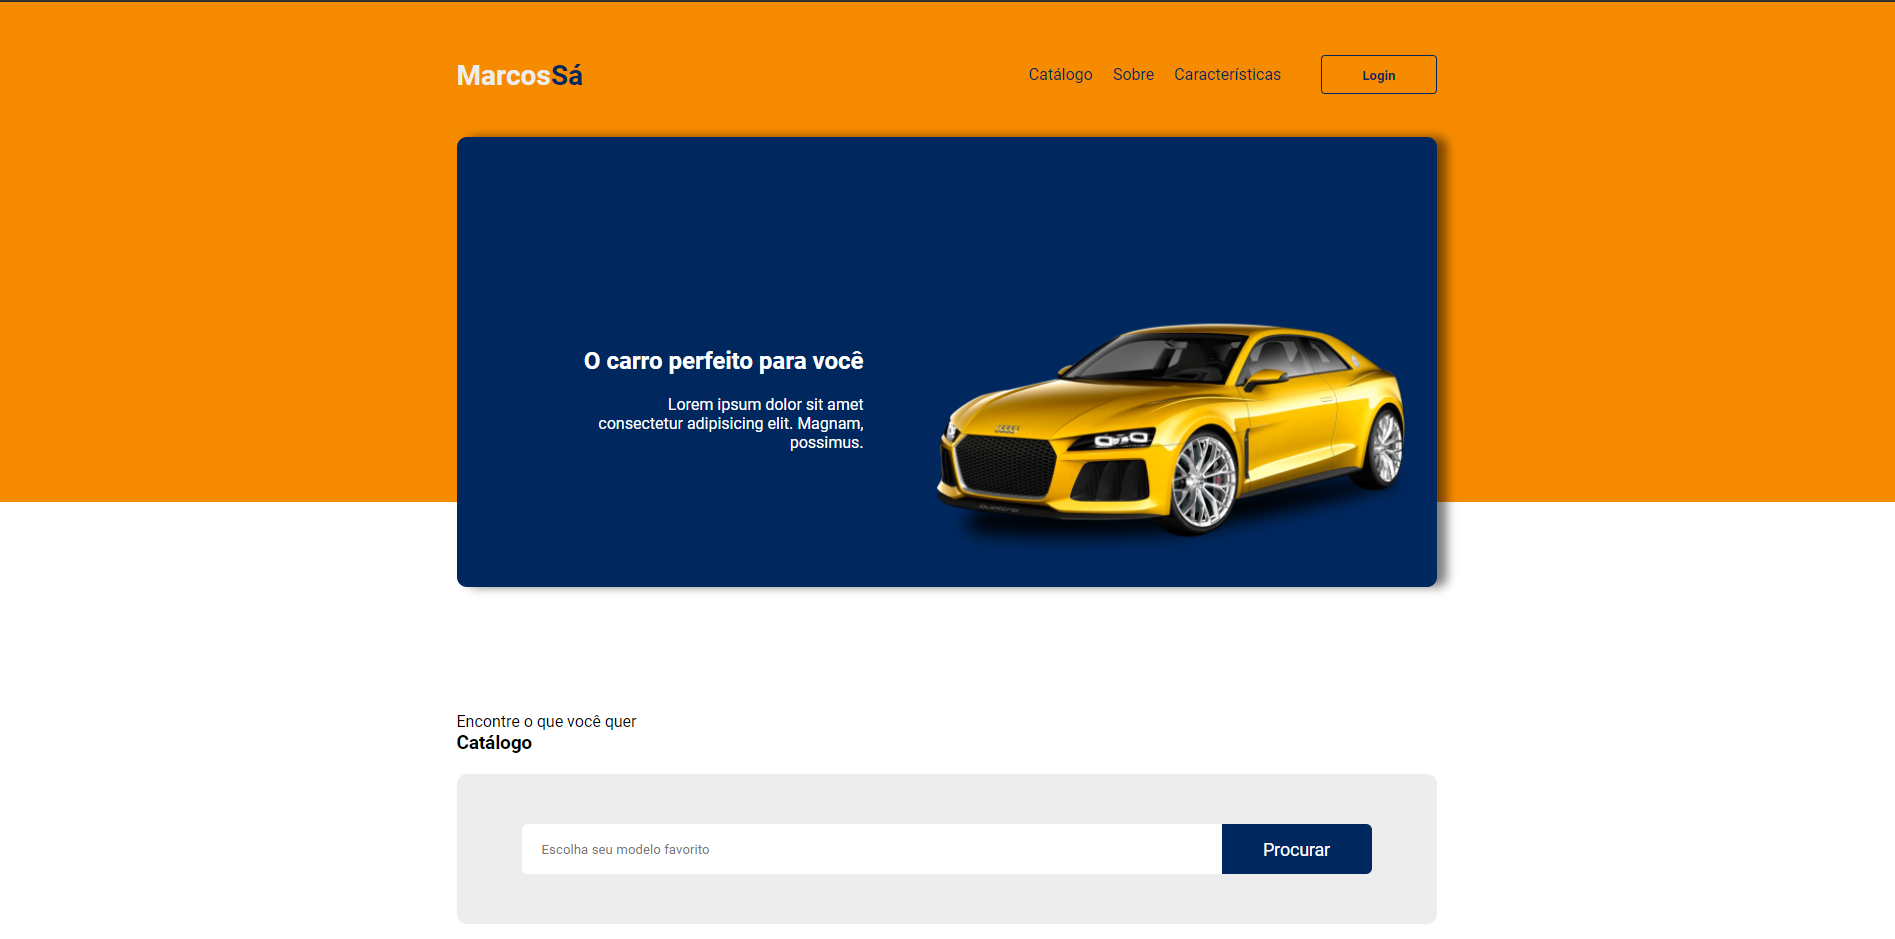 MarcosSá
Catálogo Sobre Características Login
O carro perfeito para você
Lorem ipsum dolor sit amet
consectetur adipisicing elit. Magnam,
possimus.
quattro
Encontre o que você quer
Catálogo
Escolha seu modelo favorito Procurar